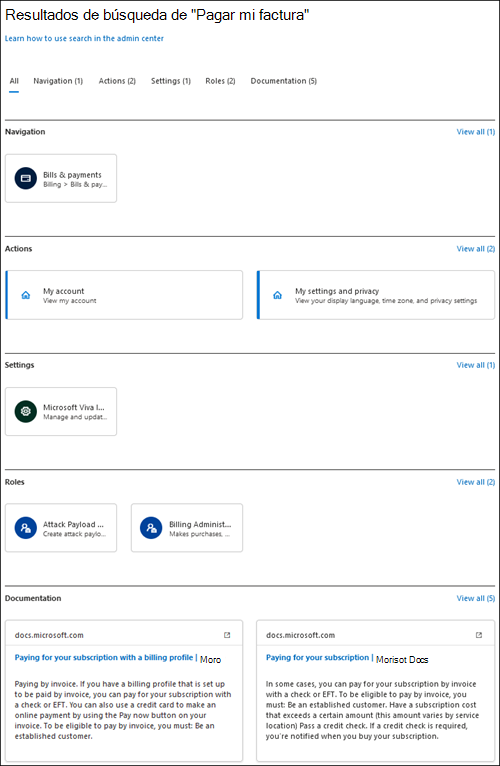 Resultados de búsqueda de "Pagar mi factura"
Learn how to use search in the admin center
All Navigation (1) Actions (2) Settings (1) Roles (2) Documentation (5)
Navigation View all (1)
Bills & payments
Billing > Bills & pay...
Actions View all (2)
My account
View my account
My settings and privacy
View your display language, time zone, and privacy settings
Settings View all (1)
Microsoft Viva I...
Manage and updat...
Roles View all (2)
Attack Payload ...
Create attack paylo...
Billing Administ...
Makes purchases, ...
Documentation View all (5)
docs.microsoft.com
Paying for your subscription with a billing profile | Moro
Paying by invoice. If you have a billing profile that is set up
to be paid by invoice, you can pay for your subscription with
a check or EFT. You can also use a credit card to make an
online payment by using the Pay now button on your
invoice. To be eligible to pay by invoice, you must: Be an
established customer.
docs.microsoft.com
Paying for your subscription | Morisot Docs
In some cases, you can pay for your subscription by invoice
with a check or EFT. To be eligible to pay by invoice, you
must: Be an established customer. Have a subscription cost
that exceeds a certain amount (this amount varies by service
location) Pass a credit check. If a credit check is required,
you're notified when you buy your subscription.